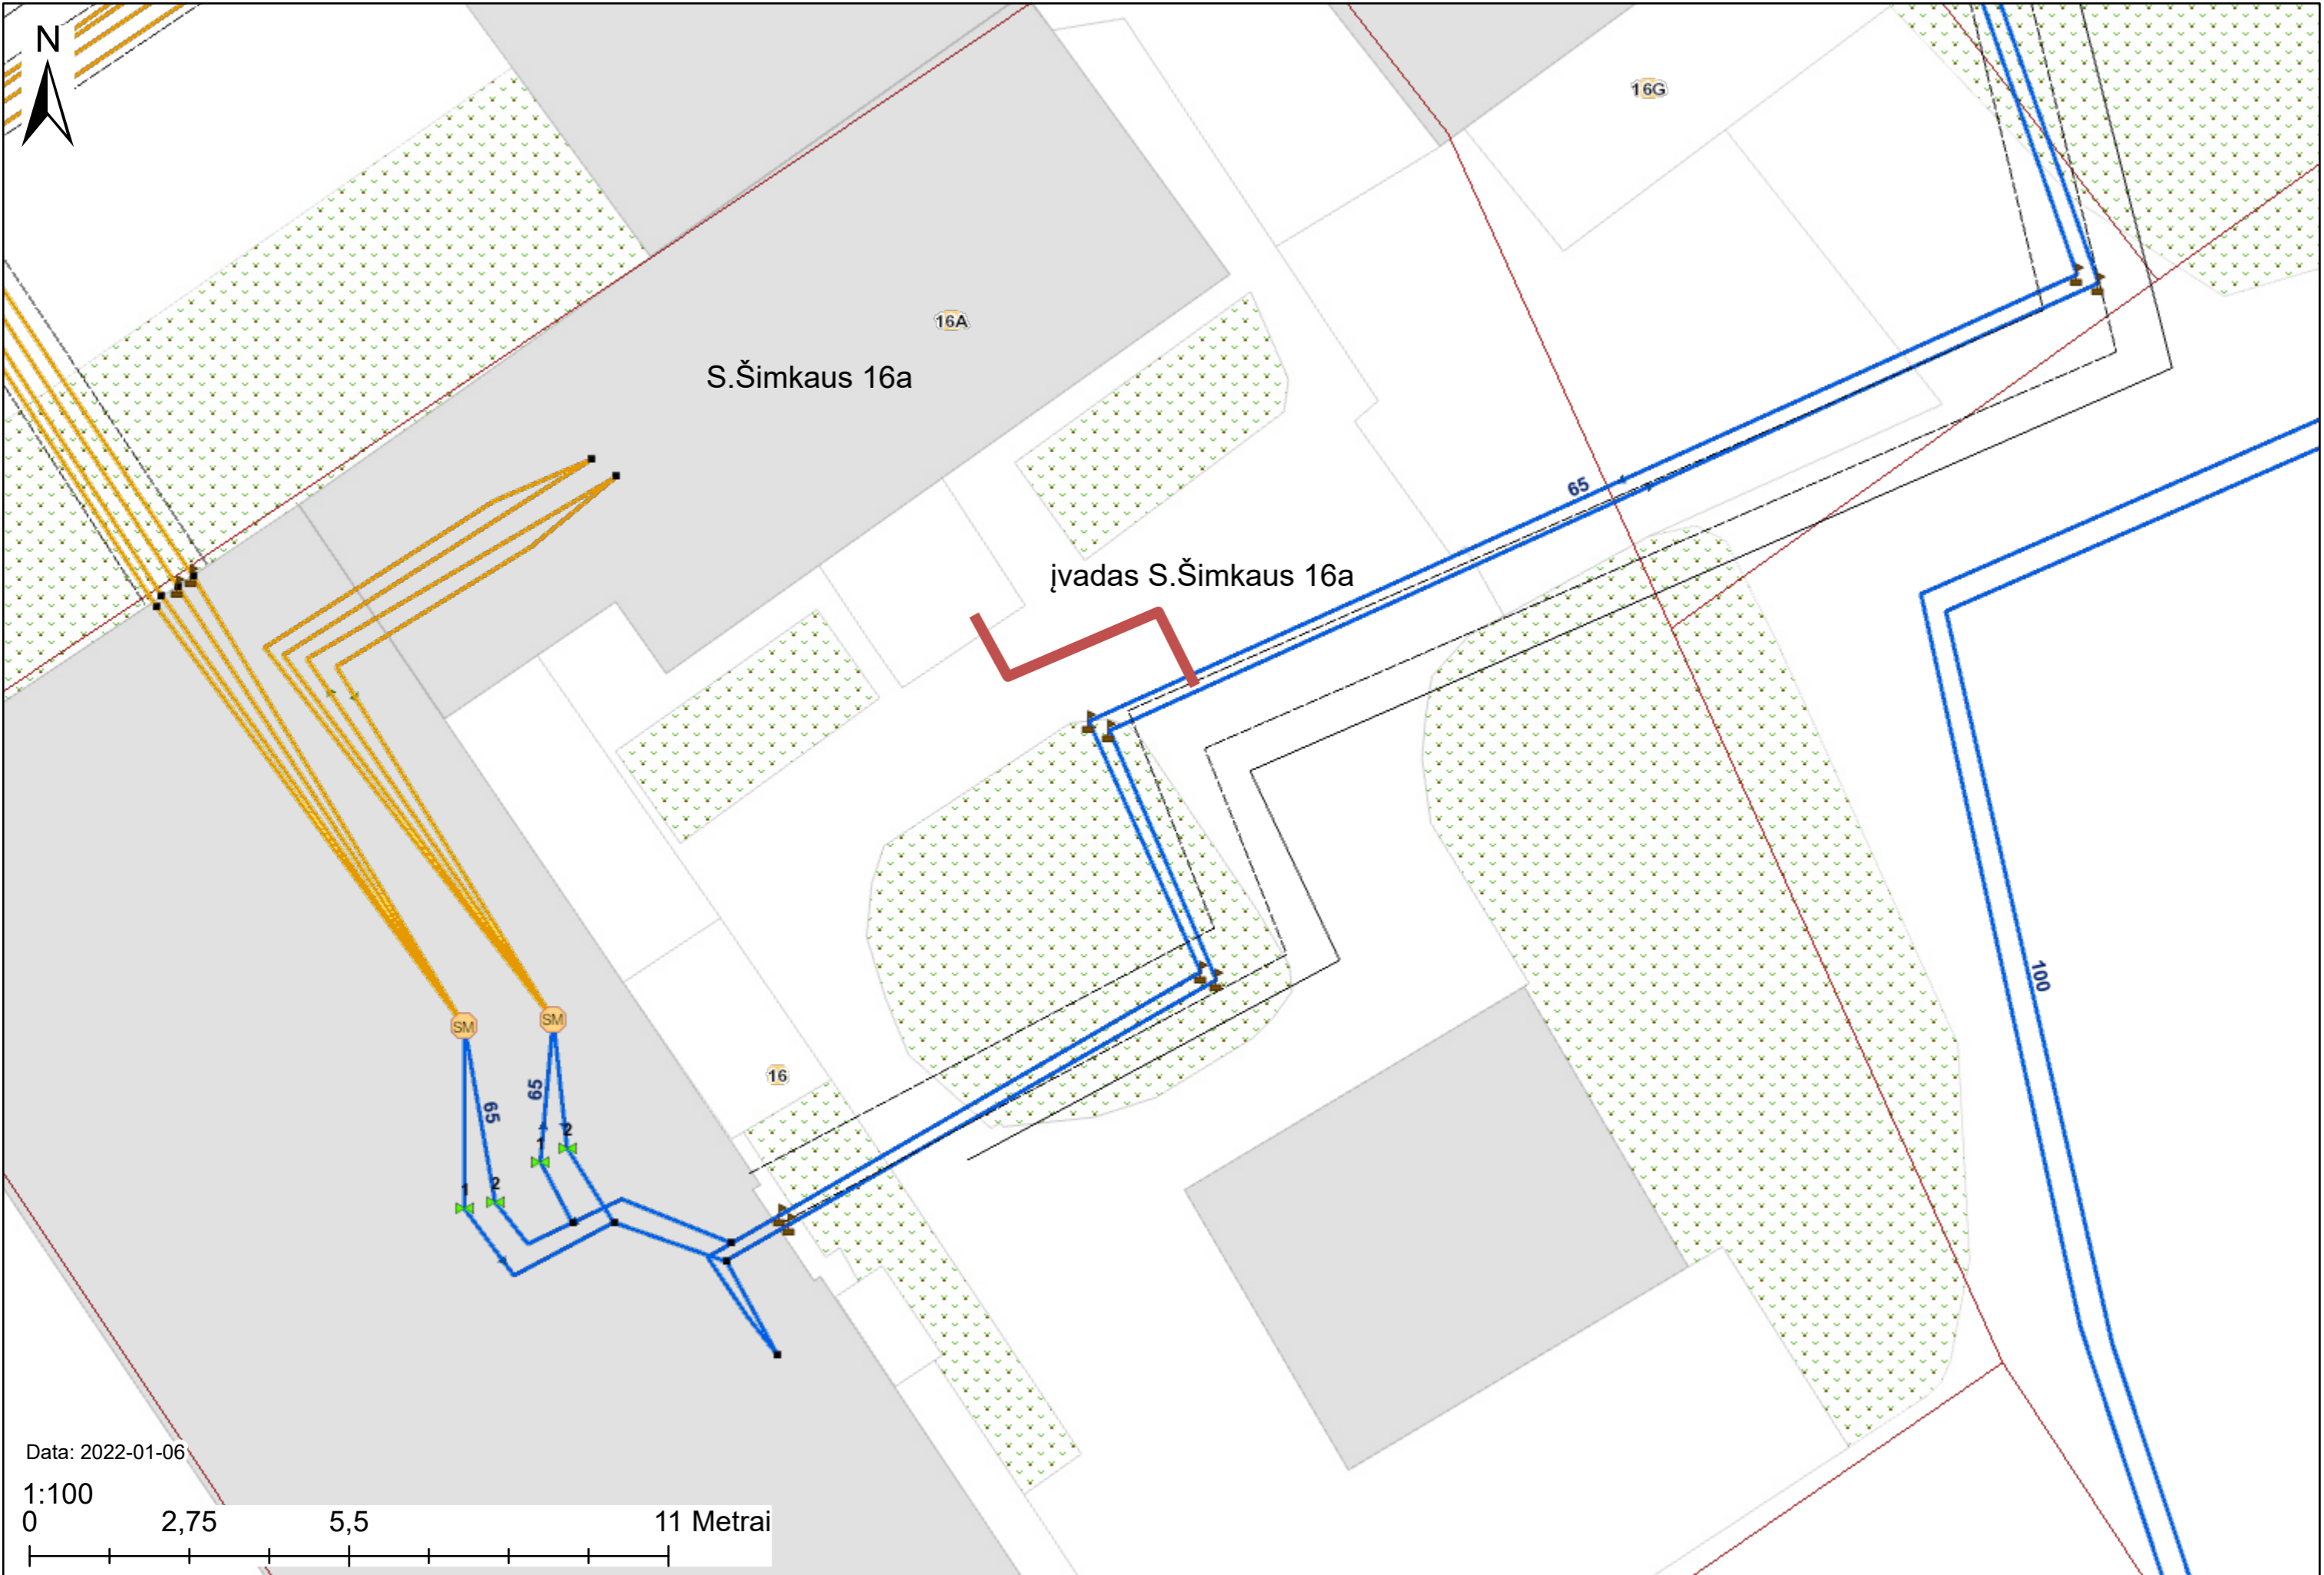 N
16G
16A
S.Šimkaus 16a
65
įvadas S.Šimkaus 16a
100
SM
SM
16
65
65
1
2
1
2
Data: 2022-01-06
1:100
0 2,75 5,5 11 Metrai